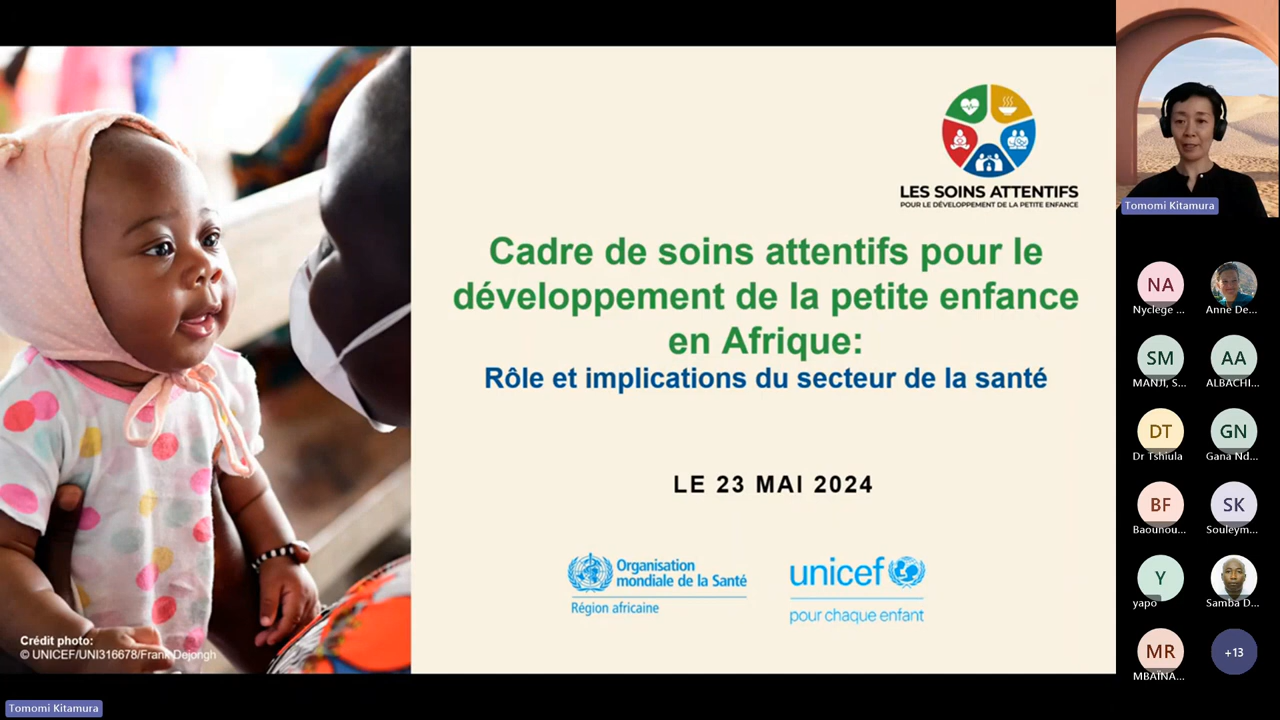 LES SOINS ATTENTIFS
POUR LE DÉVELOPPEMENT DE LA PETITE ENFANCE
Cadre de soins attentifs pour le
développement de la petite enfance
en Afrique:
Rôle et implications du secteur de la santé
LE 23 MAI 2024
Organisation
mondiale de la Santé
Région africaine
unicef
pour chaque enfant
Crédit photo:
© UNICEF/UNI316678/Frank Dejongh
Tomomi Kitamura
Tomomi Kitamura
NA
Nyclège ...
Anne De...
SM
MANJI, S...
AA
ALBACHI...
DT
Dr Tshiula
GN
Gana Nd...
BF
Baounou...
SK
Souleym...
Y
yapo
Samba D...
MR
MBAÏNA...
+13